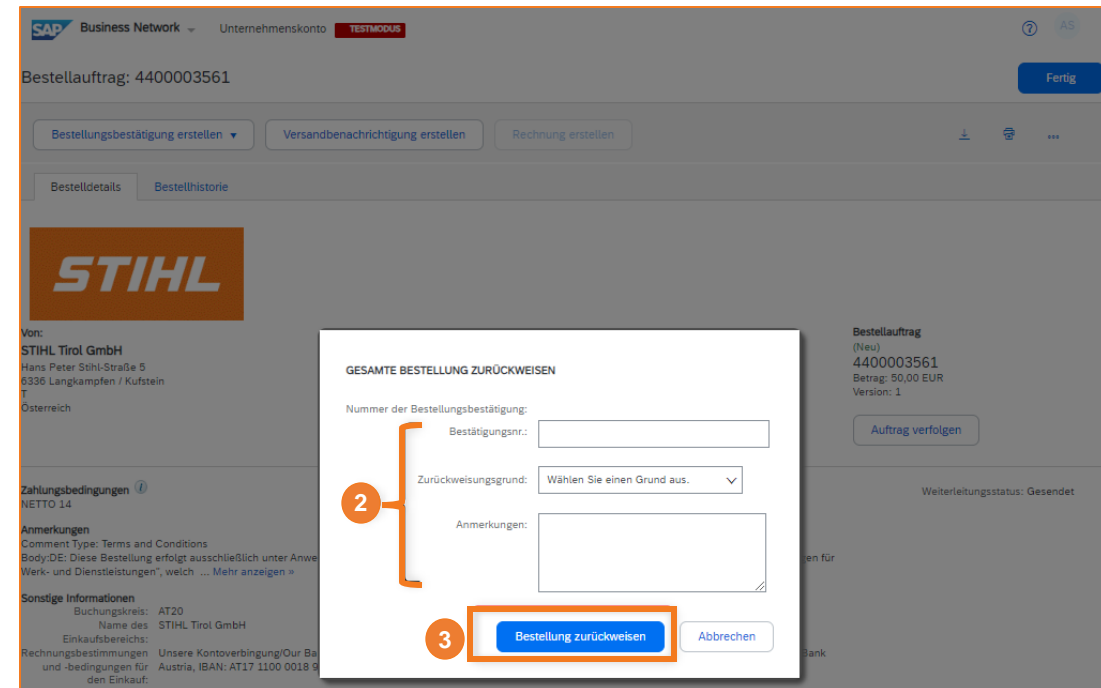 SAP Business Network Unternehmenskonto TESTMODUS AS
Bestellauftrag: 4400003561 Fertig
Bestellungsbestätigung erstellen Versandbenachrichtigung erstellen Rechnung erstellen
Bestelldetails Bestellhistorie
STIHL
Von:
STIHL Tirol GmbH
Hans Peter Stihl-Straße 5
6336 Langkampfen / Kufstein
T
Österreich
Bestellauftrag
(Neu)
4400003561
Betrag: 50,00 EUR
Version: 1
Auftrag verfolgen
GESAMTE BESTELLUNG ZURÜCKWEISEN
Nummer der Bestellungsbestätigung:
Bestätigungsnr.:
Zurückweisungsgrund: Wählen Sie einen Grund aus.
2
Anmerkungen:
3
Bestellung zurückweisen Abbrechen
Zahlungsbedingungen i
NETTO 14
Weiterleitungsstatus: Gesendet
Anmerkungen
Comment Type: Terms and Conditions
Body:DE: Diese Bestellung erfolgt ausschließlich unter Anwe en für
Werk- und Dienstleistungen", welch ... Mehr anzeigen »
Sonstige Informationen
Buchungskreis: AT20
Name des STIHL Tirol GmbH
Einkaufsbereichs:
Rechnungsbestimmungen Unsere Kontoverbingung/Our Ba Bank
und -bedingungen für Austria, IBAN: AT17 1100 0018 9
den Einkauf: